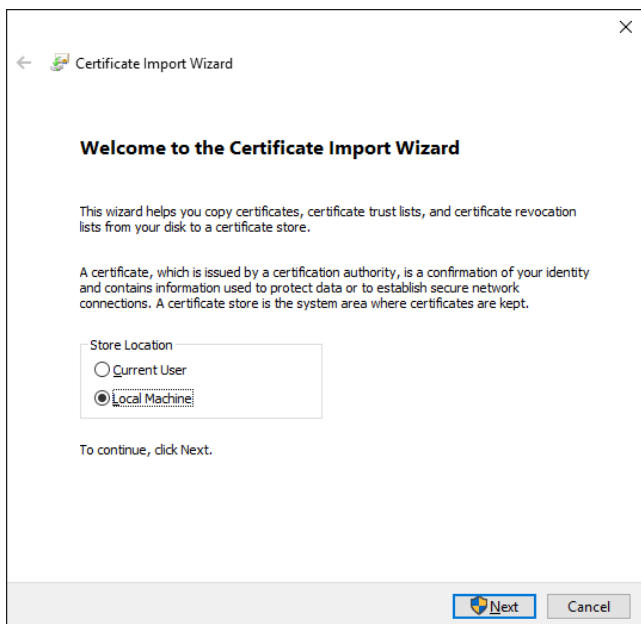 Certificate Import Wizard
Welcome to the Certificate Import Wizard
This wizard helps you copy certificates, certificate trust lists, and certificate revocation
lists from your disk to a certificate store.
A certificate, which is issued by a certification authority, is a confirmation of your identity
and contains information used to protect data or to establish secure network
connections. A certificate store is the system area where certificates are kept.
Store Location
Current User
Local Machine
To continue, click Next.
Next
Cancel